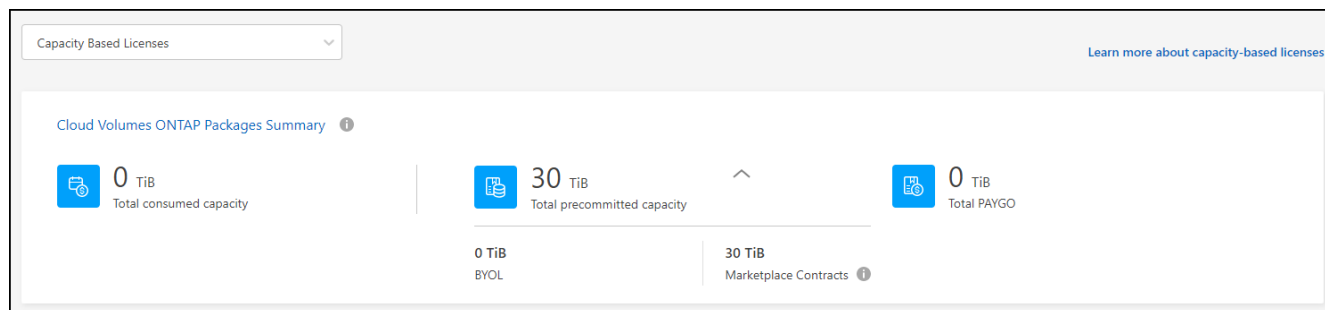 Capacity Based Licenses
Learn more about capacity-based licenses
Cloud Volumes ONTAP Packages Summary
0 TiB
Total consumed capacity
30 TiB
Total precommitted capacity
0 TiB
BYOL
30 TiB
Marketplace Contracts
0 TiB
Total PAYGO